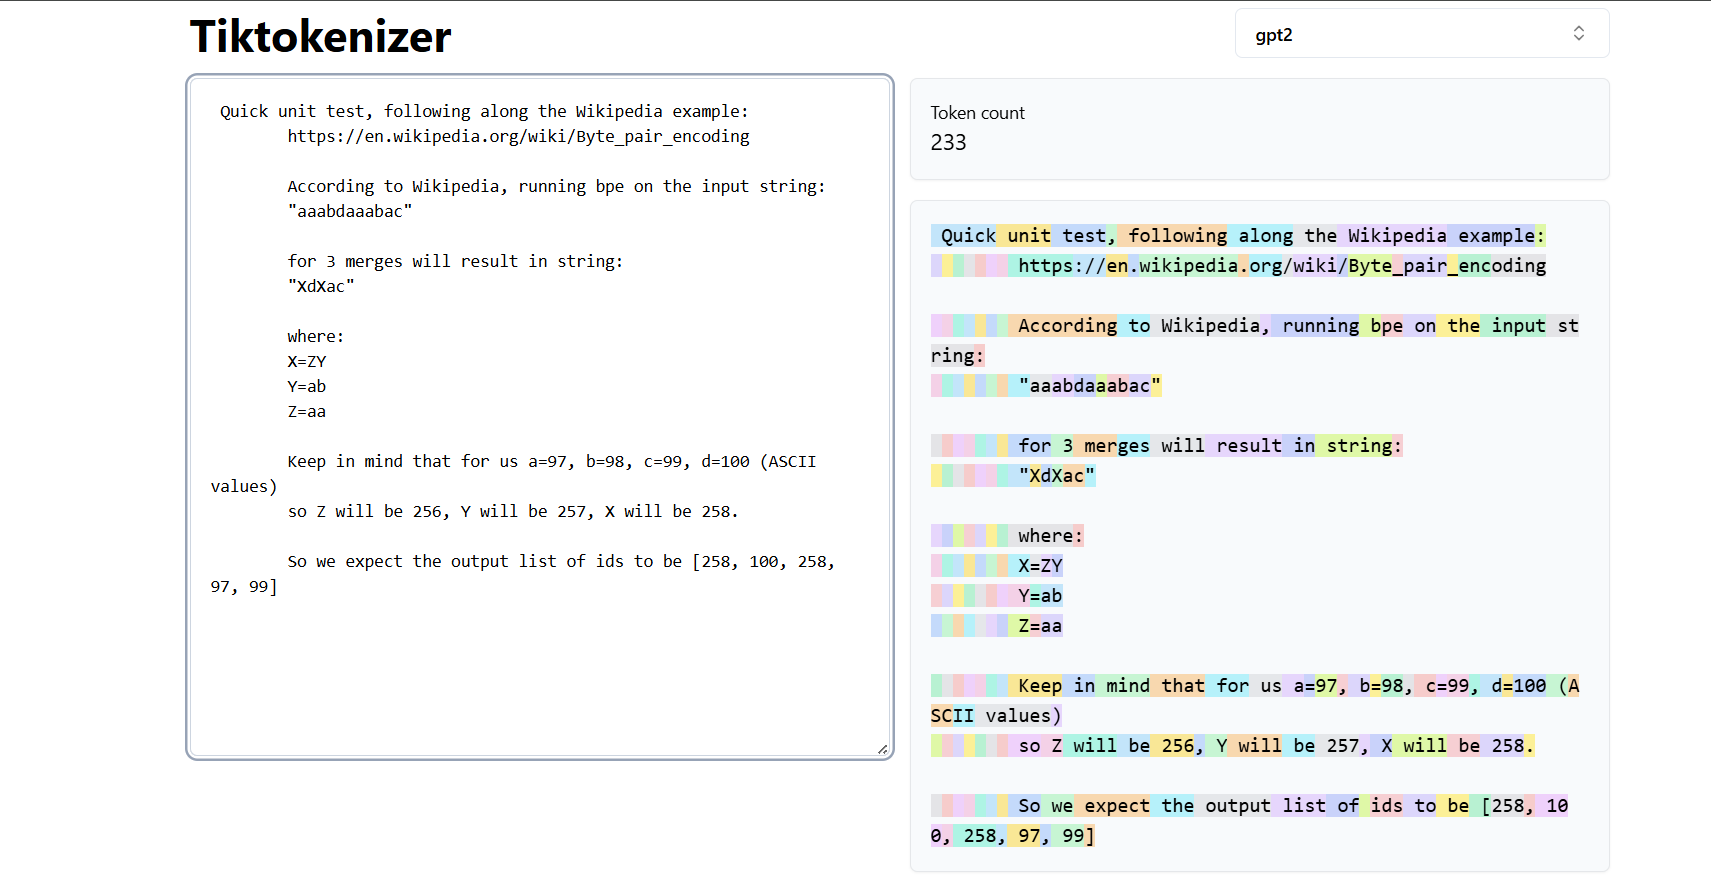 Tiktokenizer
gpt2
Quick unit test, following along the Wikipedia example:
https://en.wikipedia.org/wiki/Byte_pair_encoding
According to Wikipedia, running bpe on the input string:
"aaabdaaabac"
for 3 merges will result in string:
"XdXac"
where:
X=ZY
Y=ab
Z=aa
Keep in mind that for us a=97, b=98, c=99, d=100 (ASCII
values)
so Z will be 256, Y will be 257, X will be 258.
So we expect the output list of ids to be [258, 100, 258,
97, 99]
Token count
233
Quick unit test, following along the Wikipedia example:
https://en.wikipedia.org/wiki/Byte_pair_encoding
According to Wikipedia, running bpe on the input st
ring:
"aaabdaaabac"
for 3 merges will result in string:
"XdXac"
where:
X=ZY
Y=ab
Z=aa
Keep in mind that for us a=97, b=98, c=99, d=100 (A
SCII values)
so Z will be 256, Y will be 257, X will be 258.
So we expect the output list of ids to be [258, 10
0, 258, 97, 99]